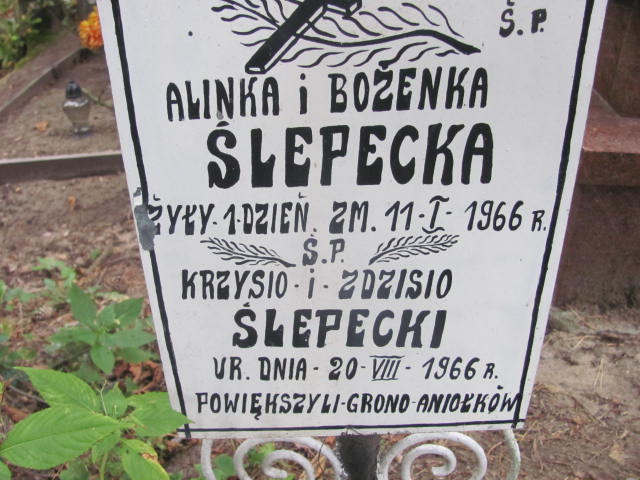 Ś.P.
ALINKA i BOŻENKA
ŚLEPECKA
ŻYŁY-1-DZIEŃ. ZM. 11-I-1966 R.
Ś.P.
KRZYSIO-i-ZDZISIO
ŚLEPECKI
UR. DNIA-20-VIII-1966 R.
POWIĘKSZYLI-GRONO-ANIOŁKÓW